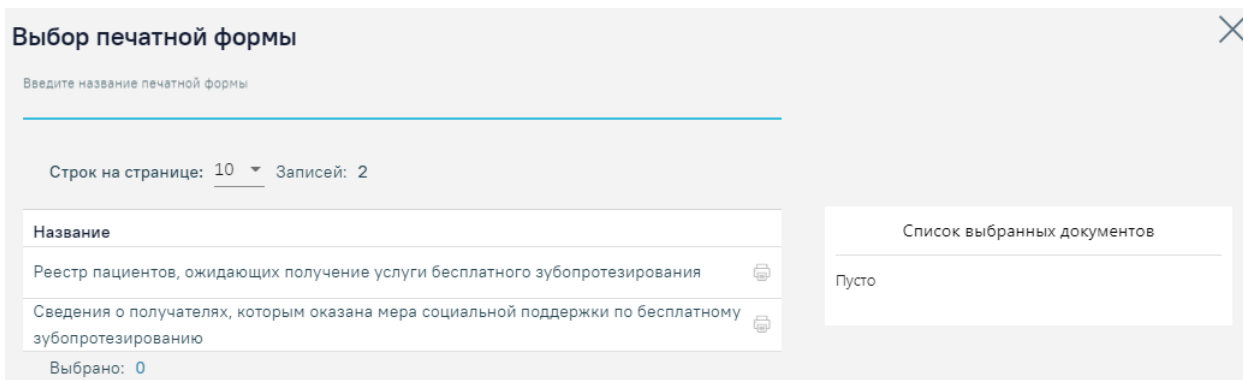 Выбор печатной формы
Введите название печатной формы
Строк на странице: 10 Записей: 2
Название
Реестр пациентов, ожидающих получение услуги бесплатного зубопротезирования
Сведения о получателях, которым оказана мера социальной поддержки по бесплатному
зубопротезированию
Выбрано: 0
Список выбранных документов
Пусто